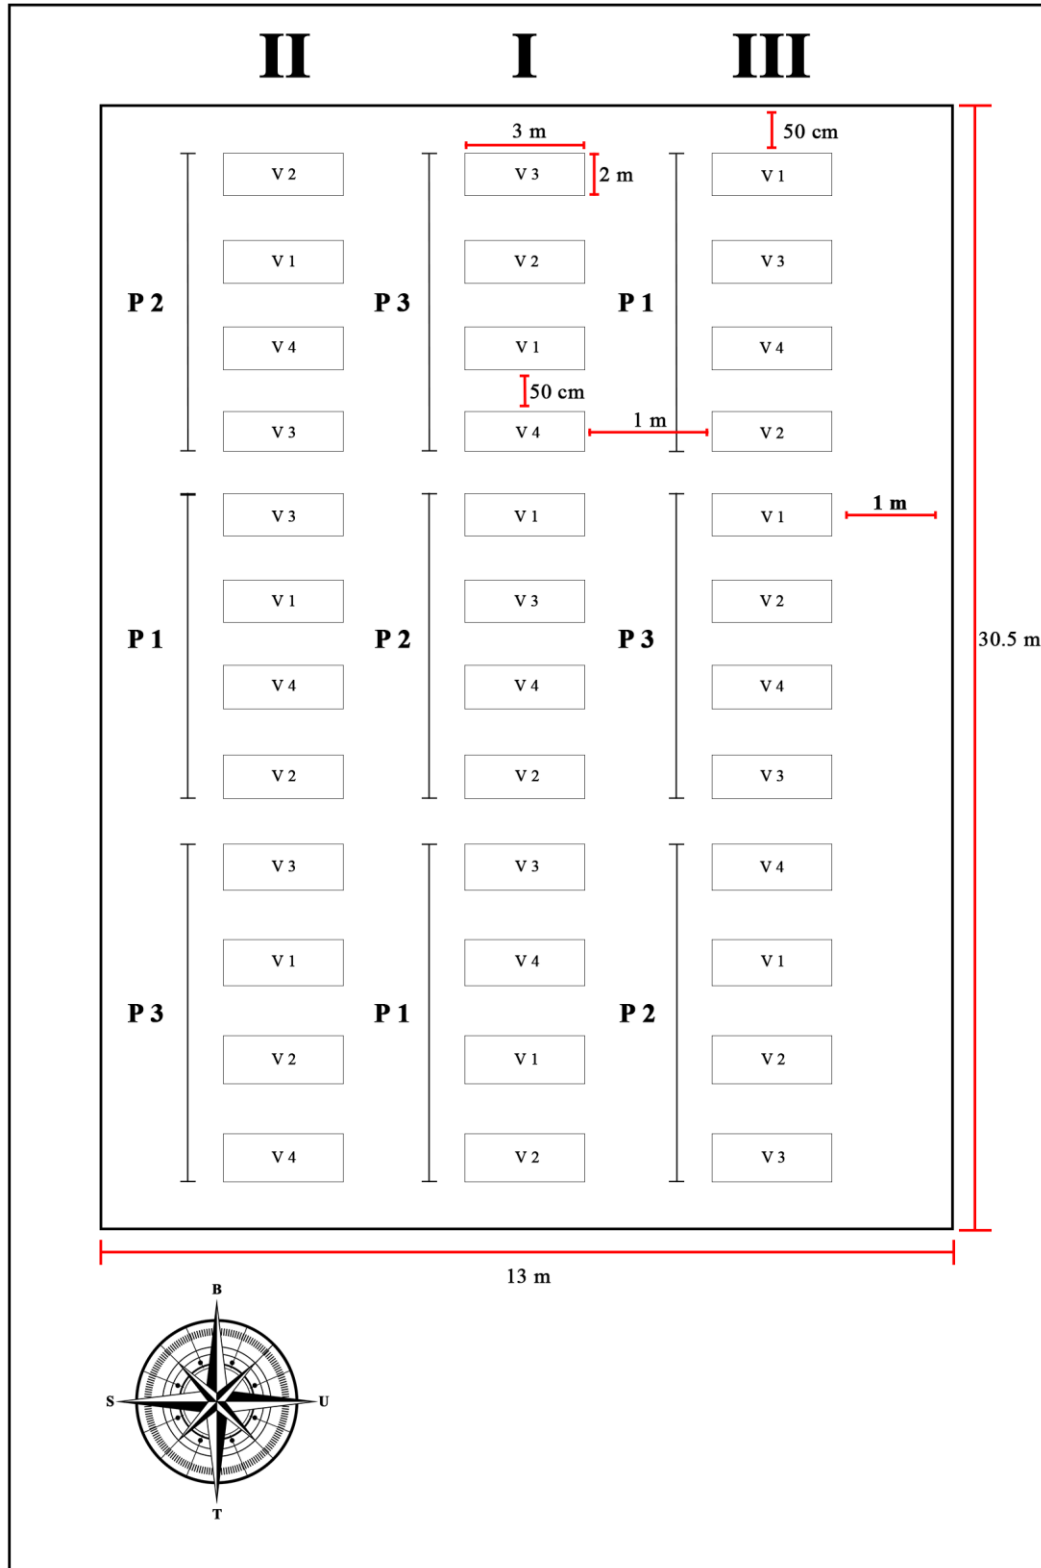 II I III
50 cm
3 m
V 2 V 3 2 m V 1
V 1 V 2 V 3
P 2 P 3 P 1
V 4 V 1 V 4
50 cm
1 m
V 3 V 4 V 2
1 m
V 3 V 1 V 1
V 1 V 3 V 2
P 1 P 2 P 3 30.5 m
V 4 V 4 V 4
V 2 V 2 V 3
V 3 V 3 V 4
V 1 V 4 V 1
P 3 P 1 P 2
V 2 V 1 V 2
V 4 V 2 V 3
13 m
B
S U
T